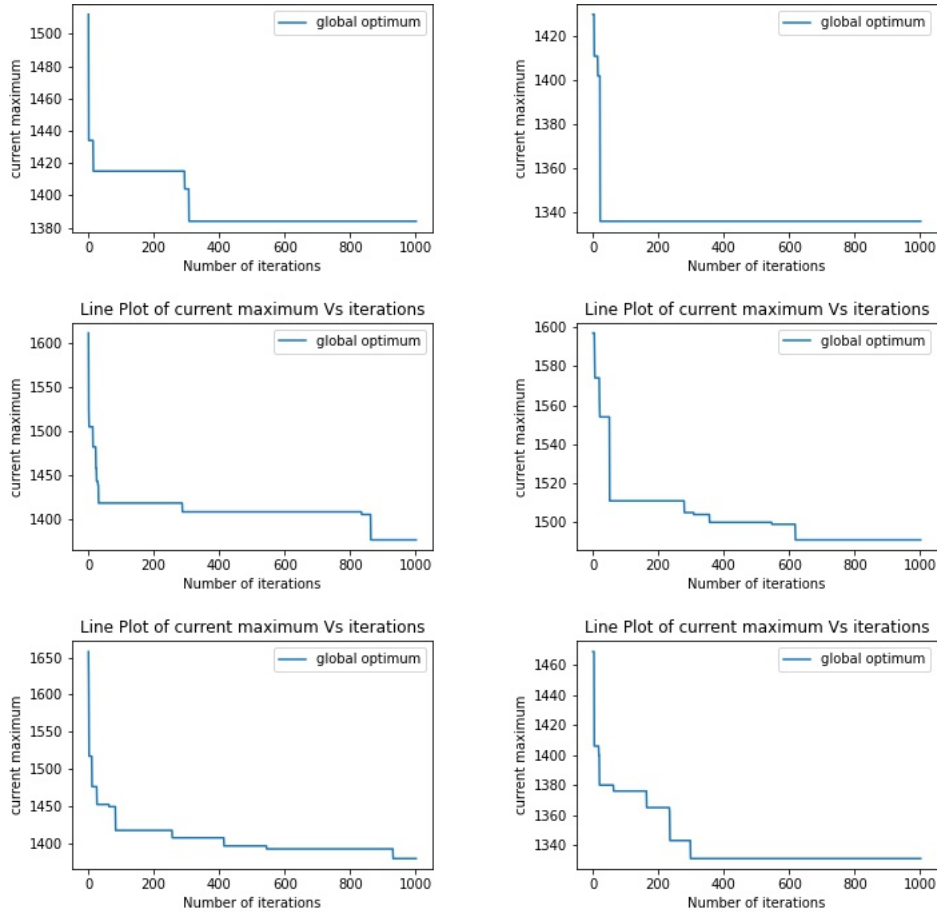 global optimum
current maximum
1500
1480
1460
1440
1420
1400
1380
0 200 400 600 800 1000
Number of iterations
global optimum
current maximum
1420
1400
1380
1360
1340
0 200 400 600 800 1000
Number of iterations
Line Plot of current maximum Vs iterations
global optimum
current maximum
1600
1550
1500
1450
1400
0 200 400 600 800 1000
Number of iterations
Line Plot of current maximum Vs iterations
global optimum
current maximum
1600
1580
1560
1540
1520
1500
0 200 400 600 800 1000
Number of iterations
Line Plot of current maximum Vs iterations
global optimum
current maximum
1650
1600
1550
1500
1450
1400
0 200 400 600 800 1000
Number of iterations
Line Plot of current maximum Vs iterations
global optimum
current maximum
1460
1440
1420
1400
1380
1360
1340
0 200 400 600 800 1000
Number of iterations